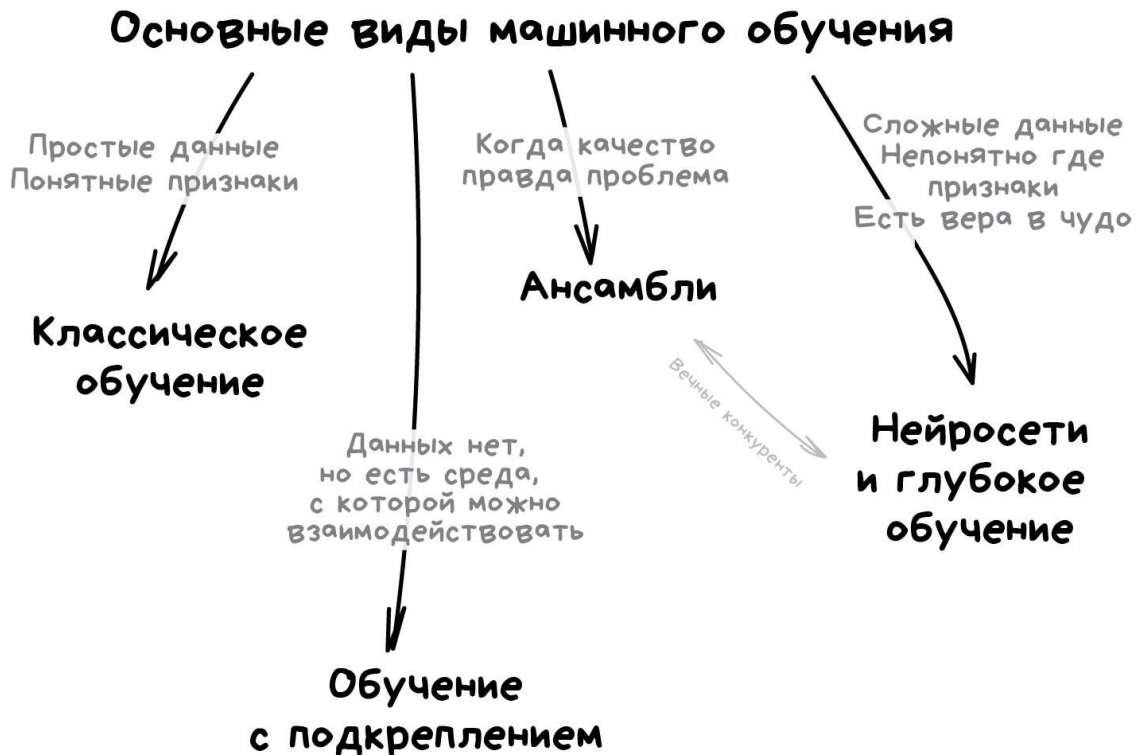 Основные виды машинного обучения
Простые данные
Понятные признаки
Классическое
обучение
Данных нет,
но есть среда,
с которой можно
взаимодействовать
Обучение
с подкреплением
Когда качество
правда проблема
Ансамбли
Вечные конкуренты
Сложные данные
Непонятно где
признаки
Есть вера в чудо
Нейросети
и глубокое
обучение